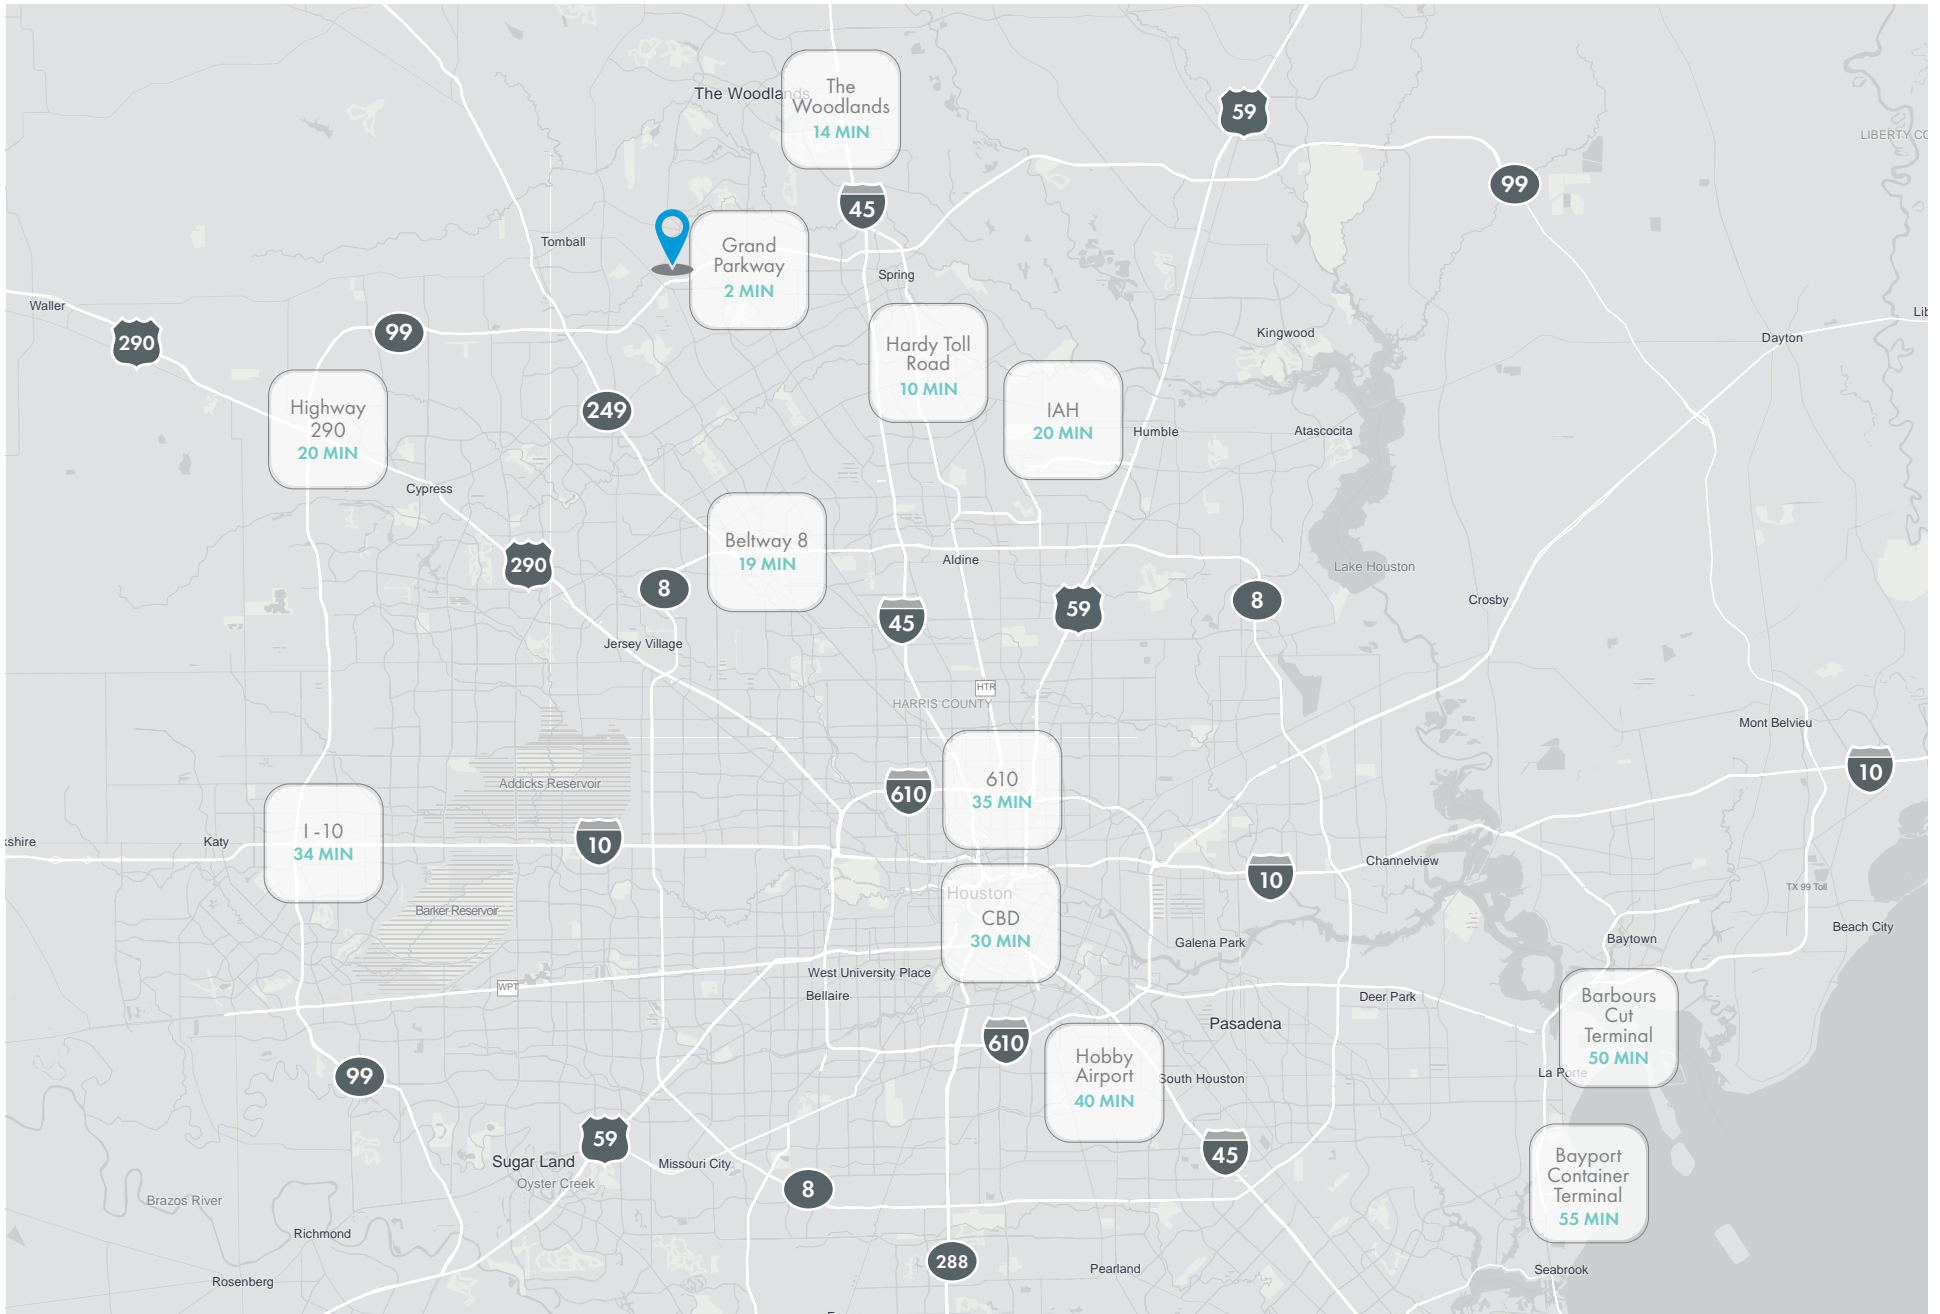 The Woodlands
The
Woodlands
14 MIN
59
LIBERTY CO
99
45
Tomball
Grand
Parkway
2 MIN
Spring
Waller
290
99
Hardy Toll
Road
10 MIN
Kingwood
Dayton
Lib
Highway
290
20 MIN
249
IAH
20 MIN
Humble
Atascocita
Cypress
Beltway 8
19 MIN
Aldine
290
8
Lake Houston
Crosby
45
59
8
Jersey Village
HTR
HARRIS COUNTY
Mont Belvieu
Addicks Reservoir
610
610
35 MIN
10
kshire
Katy
I -10
34 MIN
10
Channelview
10
TX 99 Toll
Houston
CBD
30 MIN
Barker Reservoir
Galena Park
Baytown
Beach City
West University Place
Bellaire
WPT
Deer Park
Pasadena
Barbours
Cut
Terminal
50 MIN
La Porte
610
Hobby
Airport
40 MIN
South Houston
99
59
45
Sugar Land
Oyster Creek
Missouri City
8
Bayport
Container
Terminal
55 MIN
Brazos River
Richmond
288
Rosenberg
Pearland
Seabrook